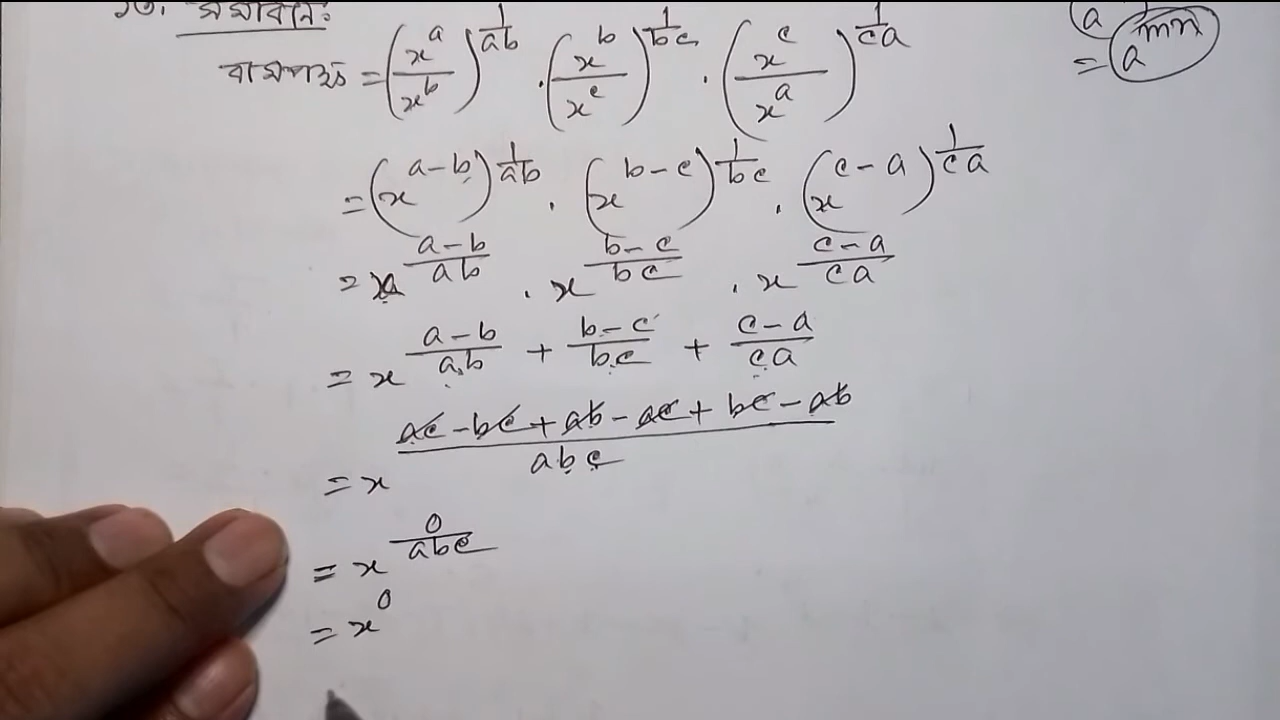 ১৩. সমাধান:
বামপক্ষ = (x^a/x^b)^(1/ab) . (x^b/x^c)^(1/bc) . (x^c/x^a)^(1/ca)
= (x^(a-b))^(1/ab) . (x^(b-c))^(1/bc) . (x^(c-a))^(1/ca)
= x^((a-b)/ab) . x^((b-c)/bc) . x^((c-a)/ca)
= x^((a-b)/ab + (b-c)/bc + (c-a)/ca)
= x^((ac-bc+ab-ac+bc-ab)/abc)
= x^(0/abc)
= x^0
= a^(mn)